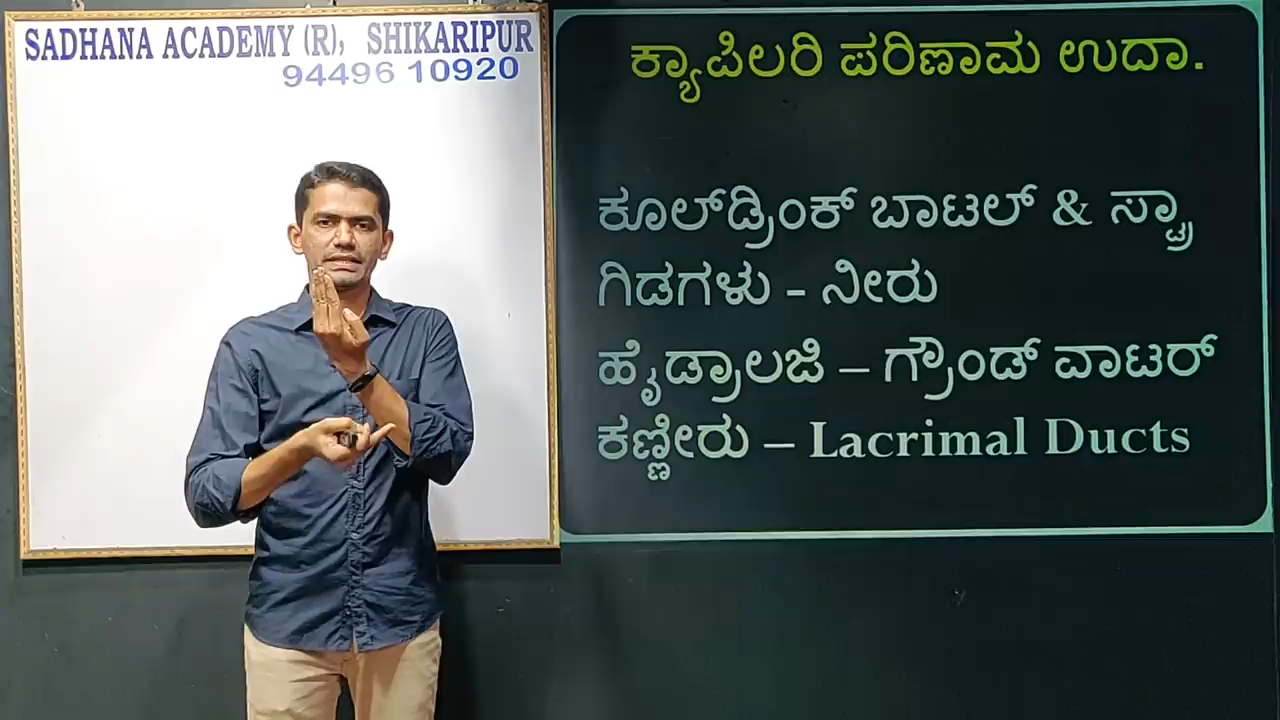 SADHANA ACADEMY (R), SHIKARIPUR
94496 10920
ಕ್ಯಾಪಿಲರಿ ಪರಿಣಾಮ ಉದಾ.
ಕೂಲ್‌ಡ್ರಿಂಕ್ ಬಾಟಲ್ & ಸ್ಟ್ರಾ
ಗಿಡಗಳು - ನೀರು
ಹೈಡ್ರಾಲಜಿ – ಗ್ರೌಂಡ್ ವಾಟರ್
ಕಣ್ಣೀರು – Lacrimal Ducts